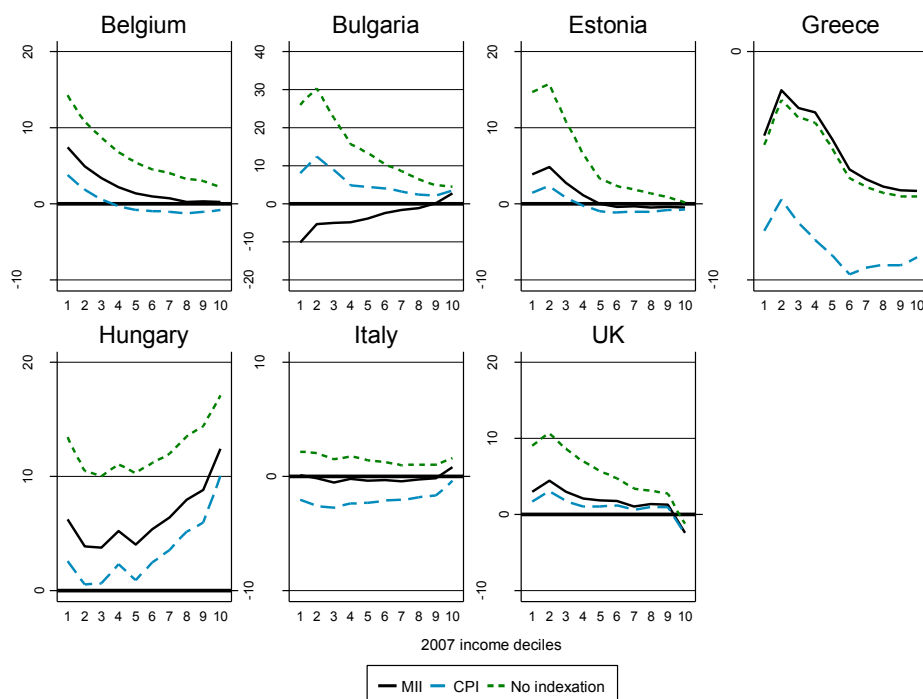 Belgium Bulgaria Estonia Greece
20 40 20 0
30
10 20 10
10
0 0 0
-10
-10 -20 -10 -10
1 2 3 4 5 6 7 8 9 10 1 2 3 4 5 6 7 8 9 10 1 2 3 4 5 6 7 8 9 10 1 2 3 4 5 6 7 8 9 10
Hungary Italy UK
20 10 20
10 0 10
0
0 -10 -10
1 2 3 4 5 6 7 8 9 10 1 2 3 4 5 6 7 8 9 10 1 2 3 4 5 6 7 8 9 10
2007 income deciles
MII CPI No indexation